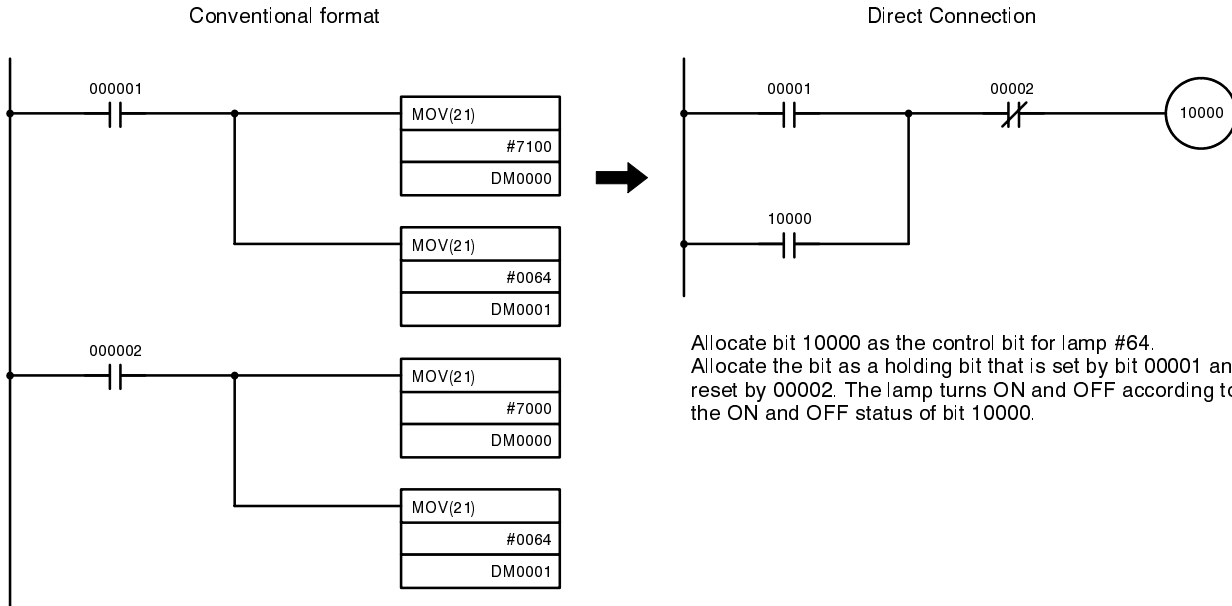 Conventional format
Direct Connection
000001
MOV(21)
#7100
DM0000
MOV(21)
#0064
DM0001
000002
MOV(21)
#7000
DM0000
MOV(21)
#0064
DM0001
00001
00002
10000
10000
Allocate bit 10000 as the control bit for lamp #64.
Allocate the bit as a holding bit that is set by bit 00001 an
reset by 00002. The lamp turns ON and OFF according to
the ON and OFF status of bit 10000.